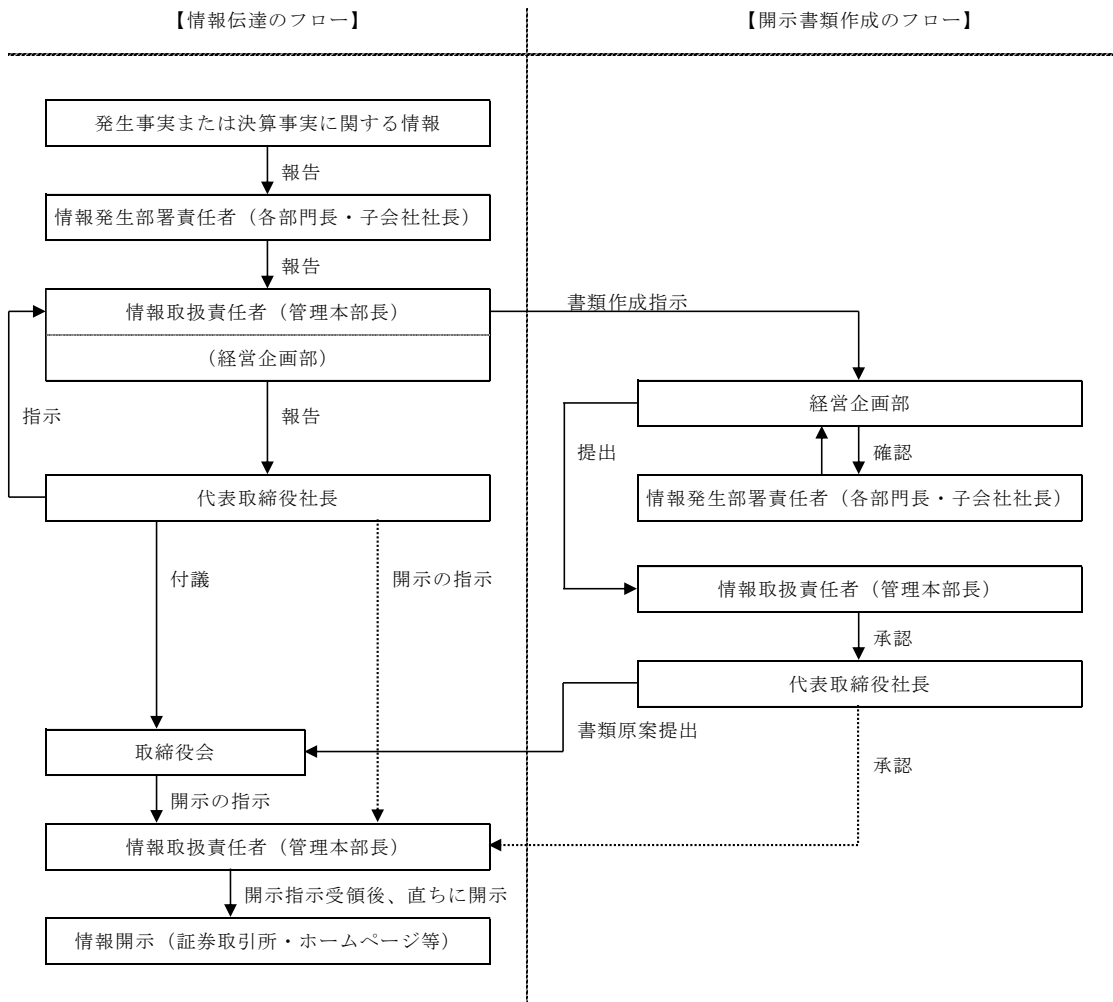 【情報伝達のフロー】
【開示書類作成のフロー】
発生事実または決算事実に関する情報
報告
情報発生部署責任者（各部門長・子会社社長）
報告
情報取扱責任者（管理本部長）
（経営企画部）
書類作成指示
指示
報告
経営企画部
提出
確認
代表取締役社長
情報発生部署責任者（各部門長・子会社社長）
付議
開示の指示
情報取扱責任者（管理本部長）
承認
代表取締役社長
書類原案提出
取締役会
承認
開示の指示
情報取扱責任者（管理本部長）
開示指示受領後、直ちに開示
情報開示（証券取引所・ホームページ等）